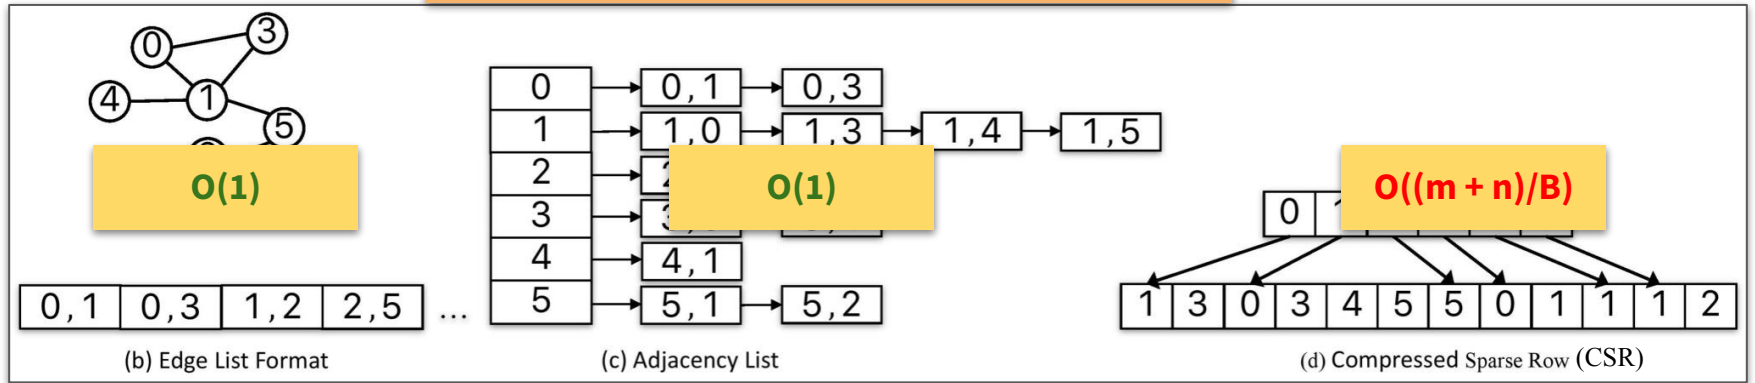 0 3
4 1 5
O(1)
0,1 0,3 1,2 2,5 ...
(b) Edge List Format
0 0,1 0,3
1 1,0 1,3 1,4 1,5
2
3
4 4,1
5 5,1 5,2
O(1)
(c) Adjacency List
O((m + n)/B)
0
1 3 0 3 4 5 5 0 1 1 1 2
(d) Compressed Sparse Row (CSR)